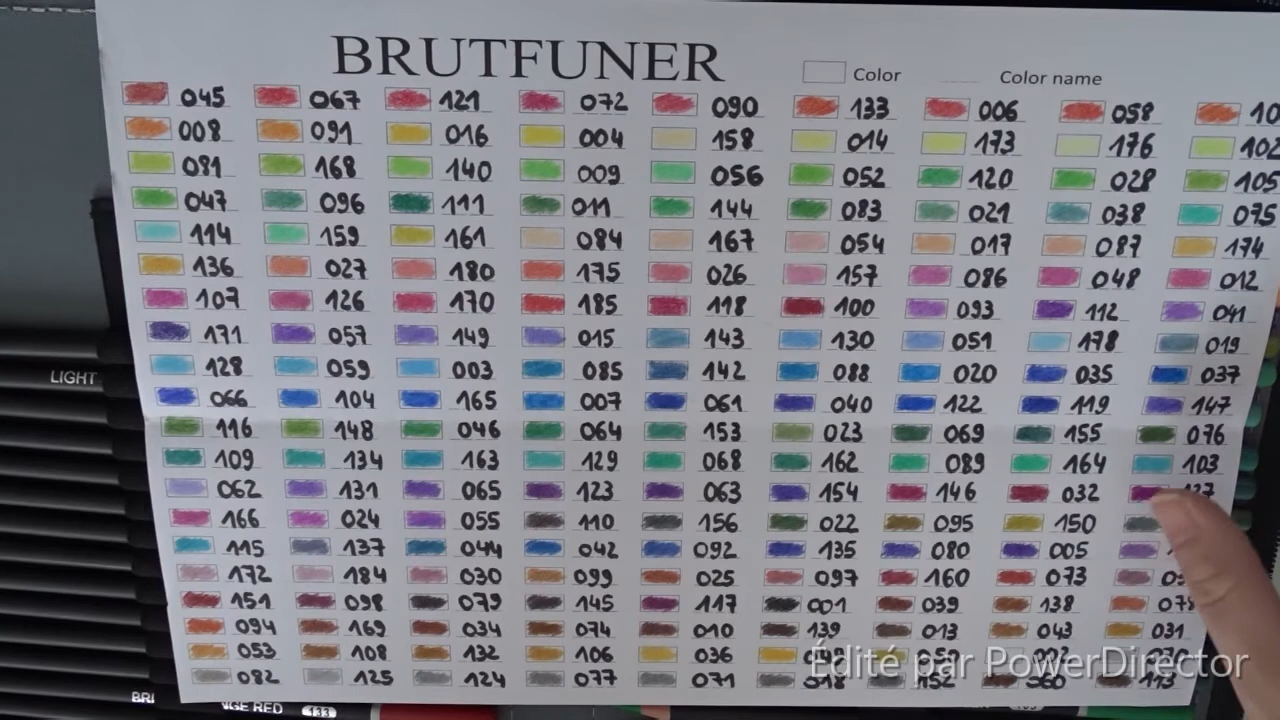 BRUTFUNER
Color Color name
045 067 121 072 090 133 006 058
008 091 016 004 158 014 173 176 102
081 168 140 009 056 052 120 028 105
047 096 111 011 144 083 021 038 075
114 159 161 084 167 054 017 087 174
136 027 180 175 026 157 086 048 012
107 126 170 185 118 100 093 112 041
171 057 149 015 143 130 051 178 019
128 059 003 085 142 088 020 035 037
066 104 165 007 061 040 122 119 147
116 148 046 064 153 023 069 155 076
109 134 163 129 068 162 089 164 103
062 131 065 123 063 154 146 032
166 024 055 110 156 022 095 150
115 137 044 042 092 135 080 005
172 184 030 099 025 097 160 073
151 098 079 145 117 001 039 138 078
094 169 034 074 010 139 013 043 031
053 108 132 106 036
082 125 124 077 071
Édité par PowerDirector
LIGHT
133